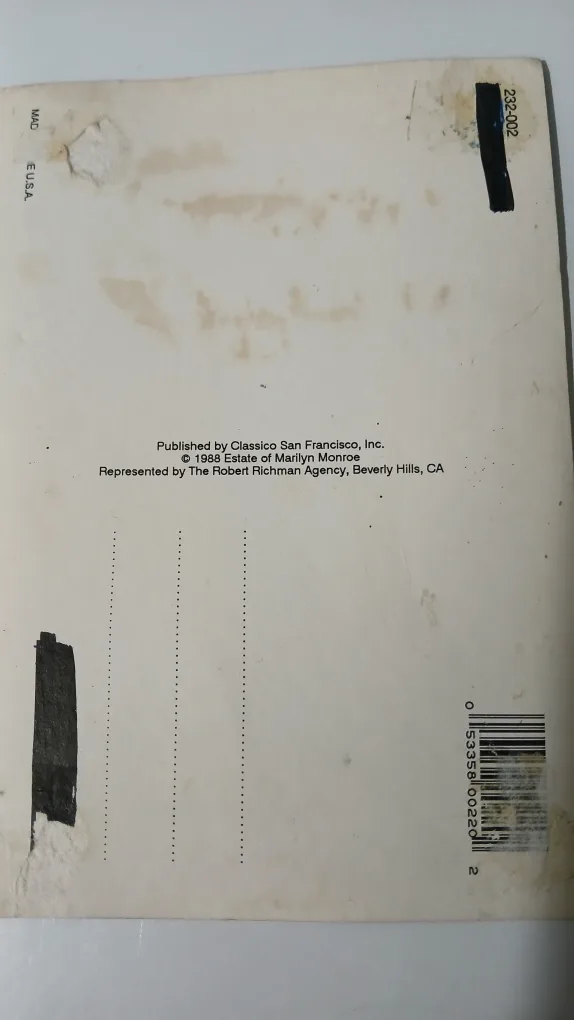 232-002
MAD E U.S.A.
Published by Classico San Francisco, Inc.
© 1988 Estate of Marilyn Monroe
Represented by The Robert Richman Agency, Beverly Hills, CA
0 53358 00220 2